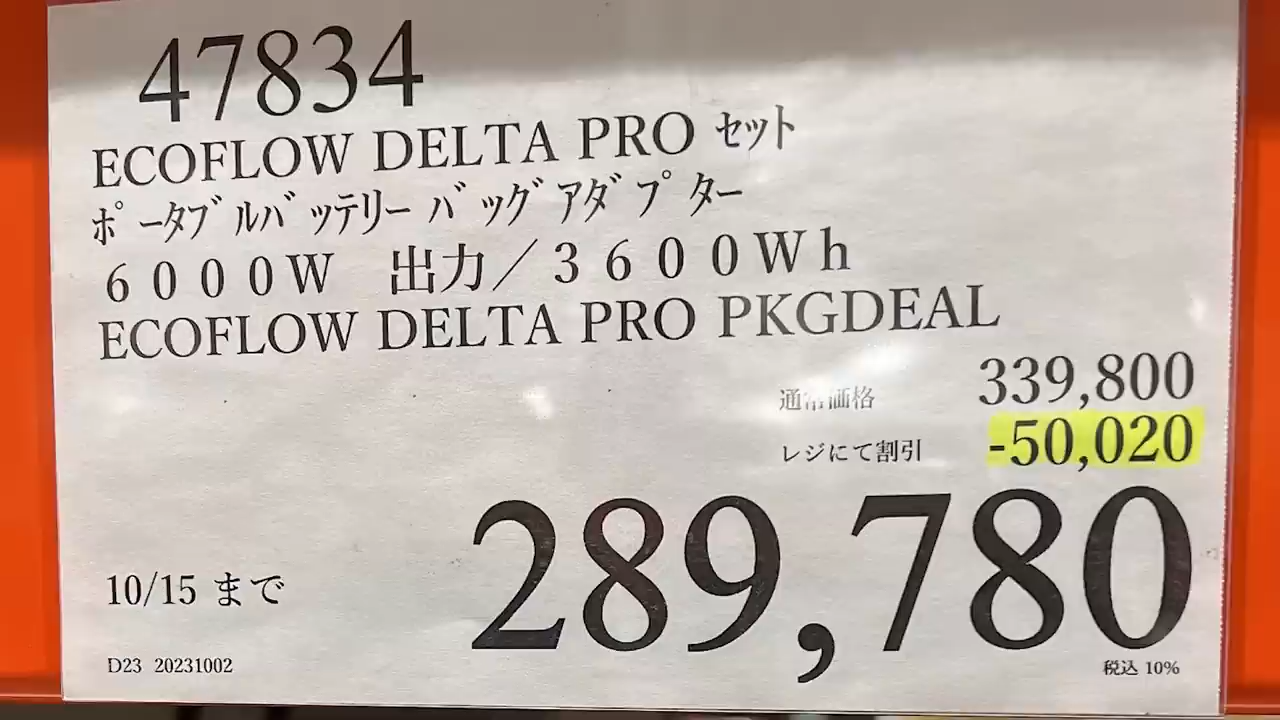 47834
ECOFLOW DELTA PRO ｾｯﾄ
ﾎﾟｰﾀﾌﾞﾙﾊﾞｯﾃﾘｰ ﾊﾞｯｸﾞｱﾀﾞﾌﾟﾀｰ
６０００Ｗ　出力／３６００Ｗｈ
ECOFLOW DELTA PRO PKGDEAL
通常価格 339,800
レジにて割引 -50,020
289,780
10/15 まで
D23 20231002
税込 10%